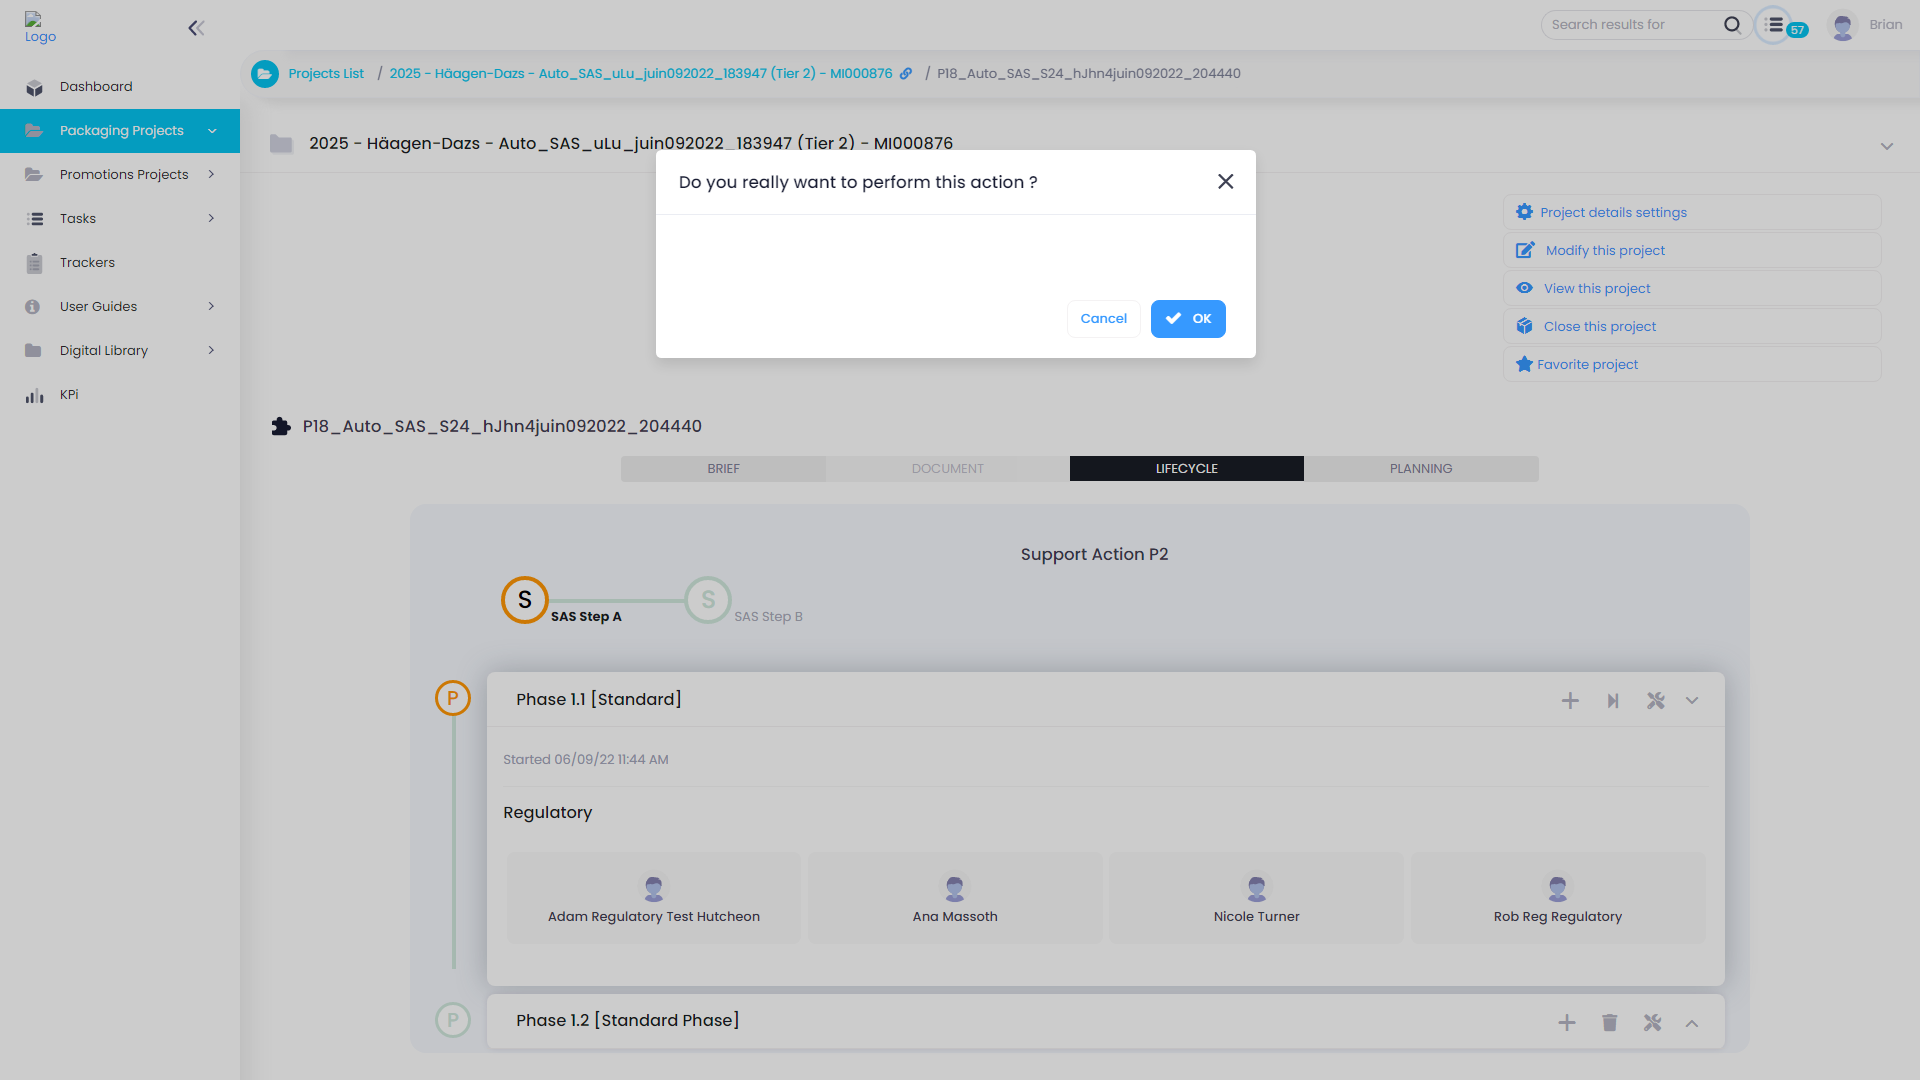 Logo
Search results for
57
Brian
Dashboard
Packaging Projects
Promotions Projects
Tasks
Trackers
User Guides
Digital Library
KPi
Projects List / 2025 - Häagen-Dazs - Auto_SAS_uLu_juin092022_183947 (Tier 2) - MI000876 / P18_Auto_SAS_S24_hJhn4juin092022_204440
2025 - Häagen-Dazs - Auto_SAS_uLu_juin092022_183947 (Tier 2) - MI000876
Do you really want to perform this action ?
Cancel
OK
Project details settings
Modify this project
View this project
Close this project
Favorite project
P18_Auto_SAS_S24_hJhn4juin092022_204440
BRIEF
DOCUMENT
LIFECYCLE
PLANNING
Support Action P2
S
SAS Step A
S
SAS Step B
P
Phase 1.1 [Standard]
Started 06/09/22 11:44 AM
Regulatory
Adam Regulatory Test Hutcheon
Ana Massoth
Nicole Turner
Rob Reg Regulatory
P
Phase 1.2 [Standard Phase]